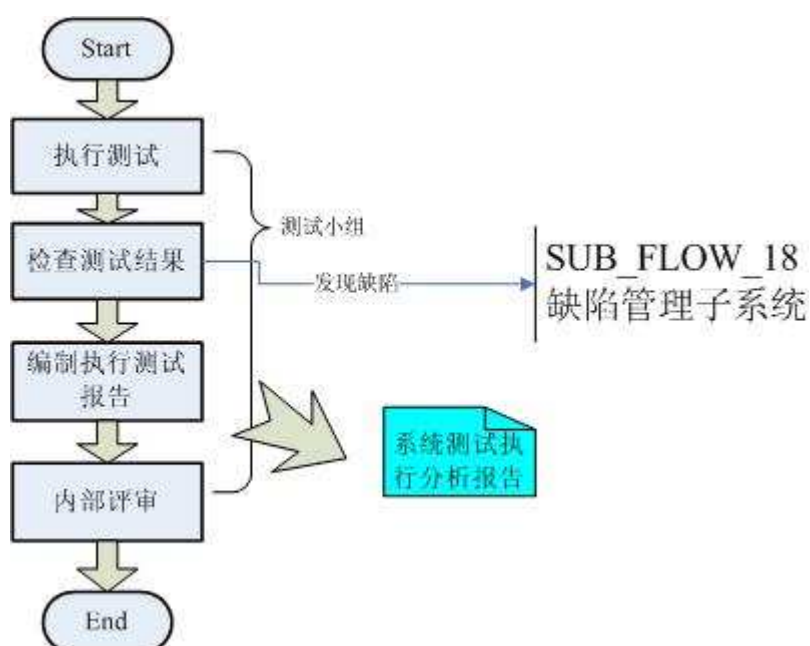 Start
执行测试
测试小组
检查测试结果
发现缺陷
SUB_FLOW_18
缺陷管理子系统
编制执行测试
报告
系统测试执
行分析报告
内部评审
End